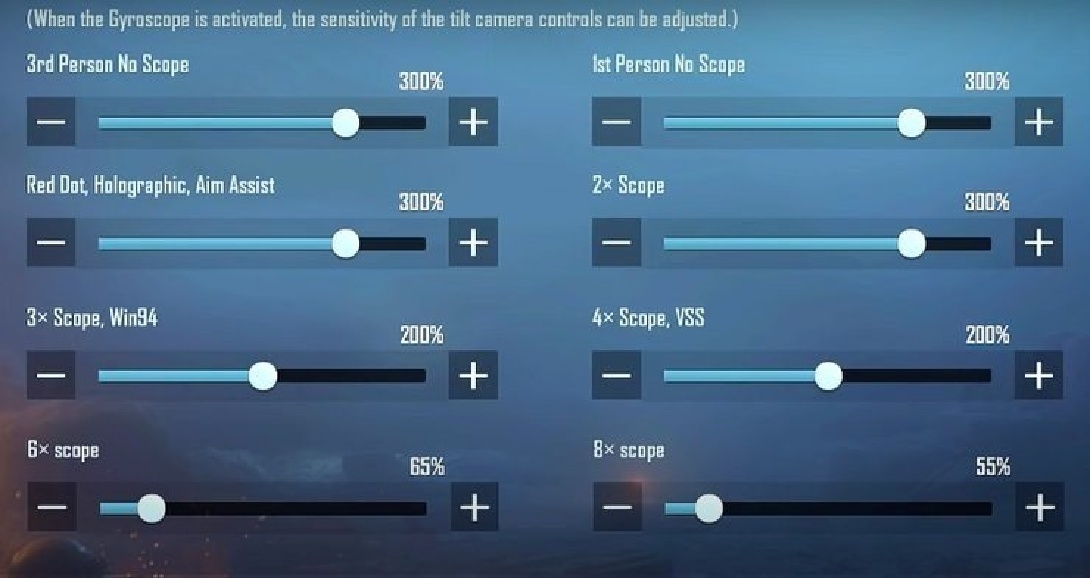 (When the Gyroscope is activated, the sensitivity of the tilt camera controls can be adjusted.)
3rd Person No Scope
300%
1st Person No Scope
300%
Red Dot, Holographic, Aim Assist
300%
2× Scope
300%
3× Scope, Win94
200%
4× Scope, VSS
200%
6× scope
65%
8× scope
55%